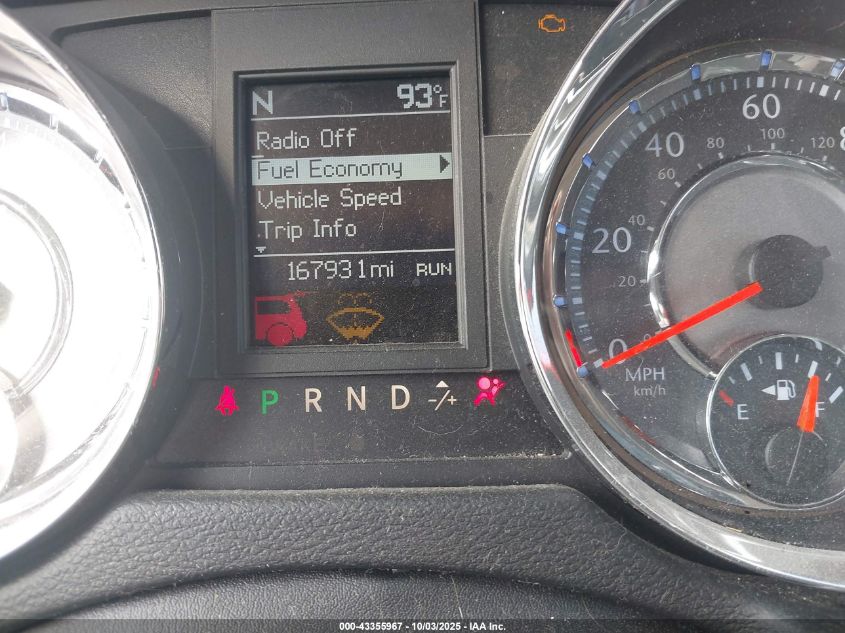 N 93°F
Radio Off
Fuel Economy
Vehicle Speed
Trip Info
167931mi RUN
P R N D -/+
0 20 40 60 8
20 40 60 80 100 120
MPH
km/h
E F
000-43355967 - 10/03/2025 - IAA Inc.